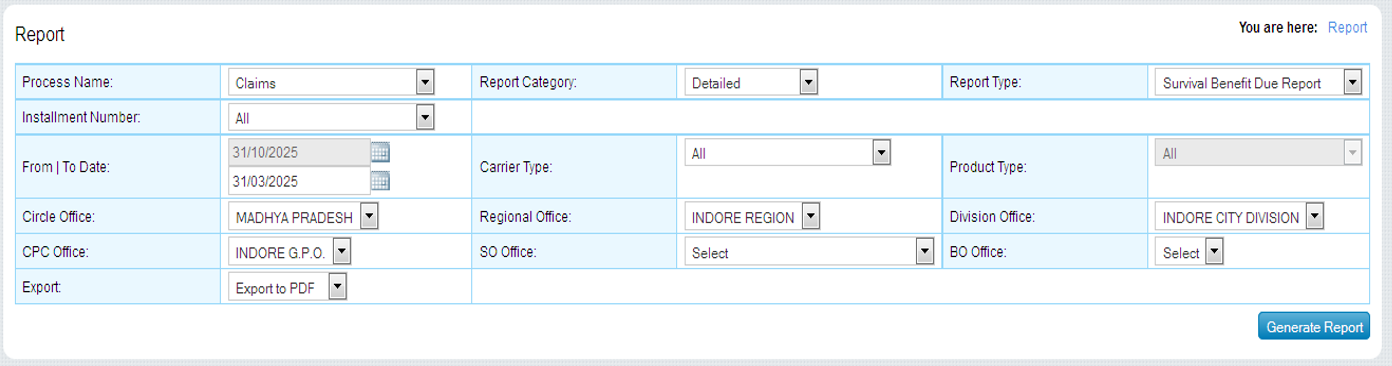 You are here: Report
Report
Process Name: Claims Report Category: Detailed Report Type: Survival Benefit Due Report
Installment Number: All
From | To Date: 31/10/2025 Carrier Type: All Product Type: All
31/03/2025
Circle Office: MADHYA PRADESH Regional Office: INDORE REGION Division Office: INDORE CITY DIVISION
CPC Office: INDORE G.P.O. SO Office: Select BO Office: Select
Export: Export to PDF
Generate Report